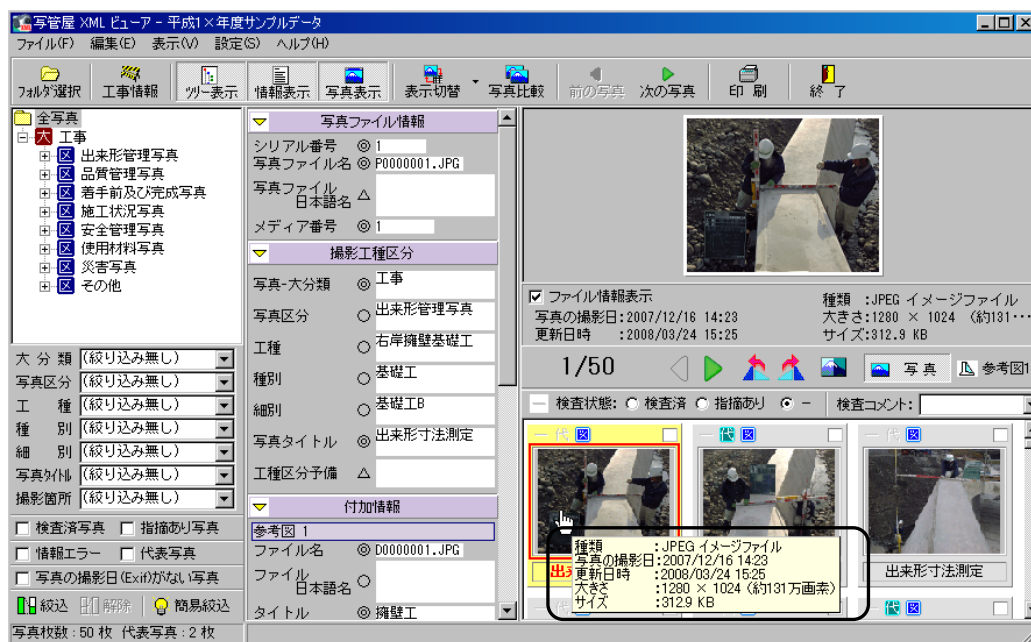 写管屋 XML ビューア - 平成1×年度サンプルデータ
ファイル(F) 編集(E) 表示(V) 設定(S) ヘルプ(H)
フォルダ選択 工事情報 ツリー表示 情報表示 写真表示 表示切替 写真比較 前の写真 次の写真 印 刷 終 了
全写真
大 工事
区 出来形管理写真
区 品質管理写真
区 着手前及び完成写真
区 施工状況写真
区 安全管理写真
区 使用材料写真
区 災害写真
区 その他
大 分 類 (絞り込み無し)
写真区分 (絞り込み無し)
工 種 (絞り込み無し)
種 別 (絞り込み無し)
細 別 (絞り込み無し)
写真タイトル (絞り込み無し)
撮影箇所 (絞り込み無し)
検査済写真 指摘あり写真
情報エラー 代表写真
写真の撮影日(Exif)がない写真
絞込 解除 簡易絞込
写真枚数：50 枚 代表写真：2 枚
写真ファイル情報
シリアル番号 ◎ 1
写真ファイル名 ◎ P0000001.JPG
写真ファイル
日本語名 △
メディア番号 ◎ 1
撮影工種区分
写真-大分類 ◎ 工事
写真区分 ○ 出来形管理写真
工種 ○ 右岸擁壁基礎工
種別 ○ 基礎工
細別 ○ 基礎工B
写真タイトル ◎ 出来形寸法測定
工種区分予備 △
付加情報
参考図 1
ファイル名 ◎ D0000001.JPG
ファイル
日本語名 ○
タイトル ◎ 擁壁工
ファイル情報表示
写真の撮影日：2007/12/16 14:23
更新日時 ：2008/03/24 15:25
種類 ：JPEG イメージファイル
大きさ：1280 × 1024 (約131･･･
サイズ：312.9 KB
1/50 写 真 参考図1
－ 検査状態： 検査済 指摘あり － 検査コメント：
－ 代 図
－ 代 図
－ 代 図
種類 ：JPEG イメージファイル
写真の撮影日：2007/12/16 14:23
更新日時 ：2008/03/24 15:25
大きさ ：1280 × 1024 (約131万画素)
サイズ ：312.9 KB
出来形寸法測定
－ 代 図
－ 代 図